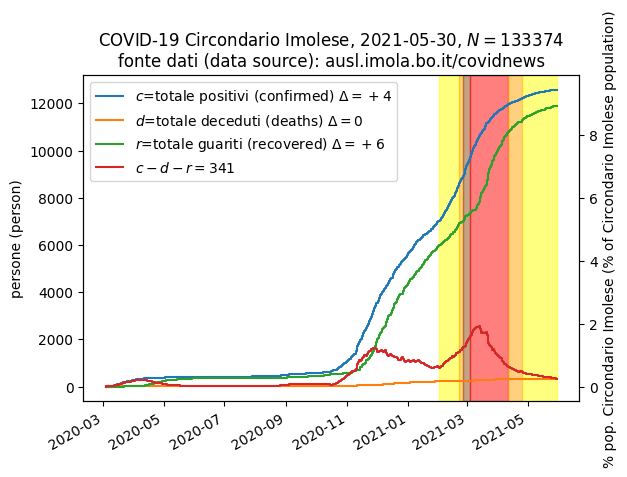 COVID-19 Circondario Imolese, 2021-05-30, N = 133374
fonte dati (data source): ausl.imola.bo.it/covidnews
c=totale positivi (confirmed) Δ = +4
d=totale deceduti (deaths) Δ = 0
r=totale guariti (recovered) Δ = +6
c − d − r = 341
persone (person)
12000
10000
8000
6000
4000
2000
0
8
6
4
2
0
% pop. Circondario Imolese (% of Circondario Imolese population)
2020-03
2020-05
2020-07
2020-09
2020-11
2021-01
2021-03
2021-05